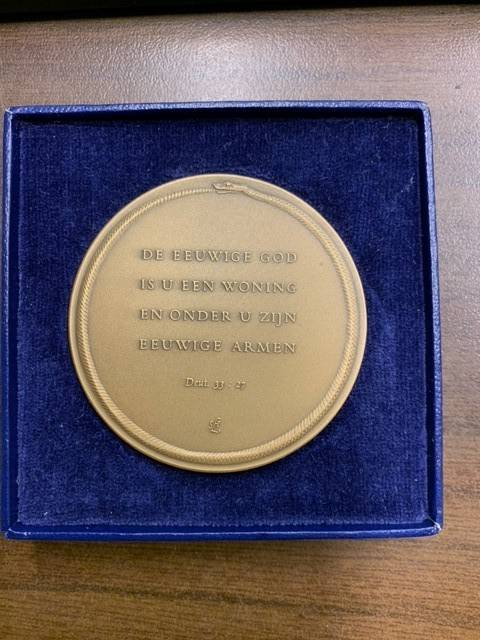 DE EEUWIGE GOD
IS U EEN WONING
EN ONDER U ZIJN
EEUWIGE ARMEN
Deut. 33 : 27